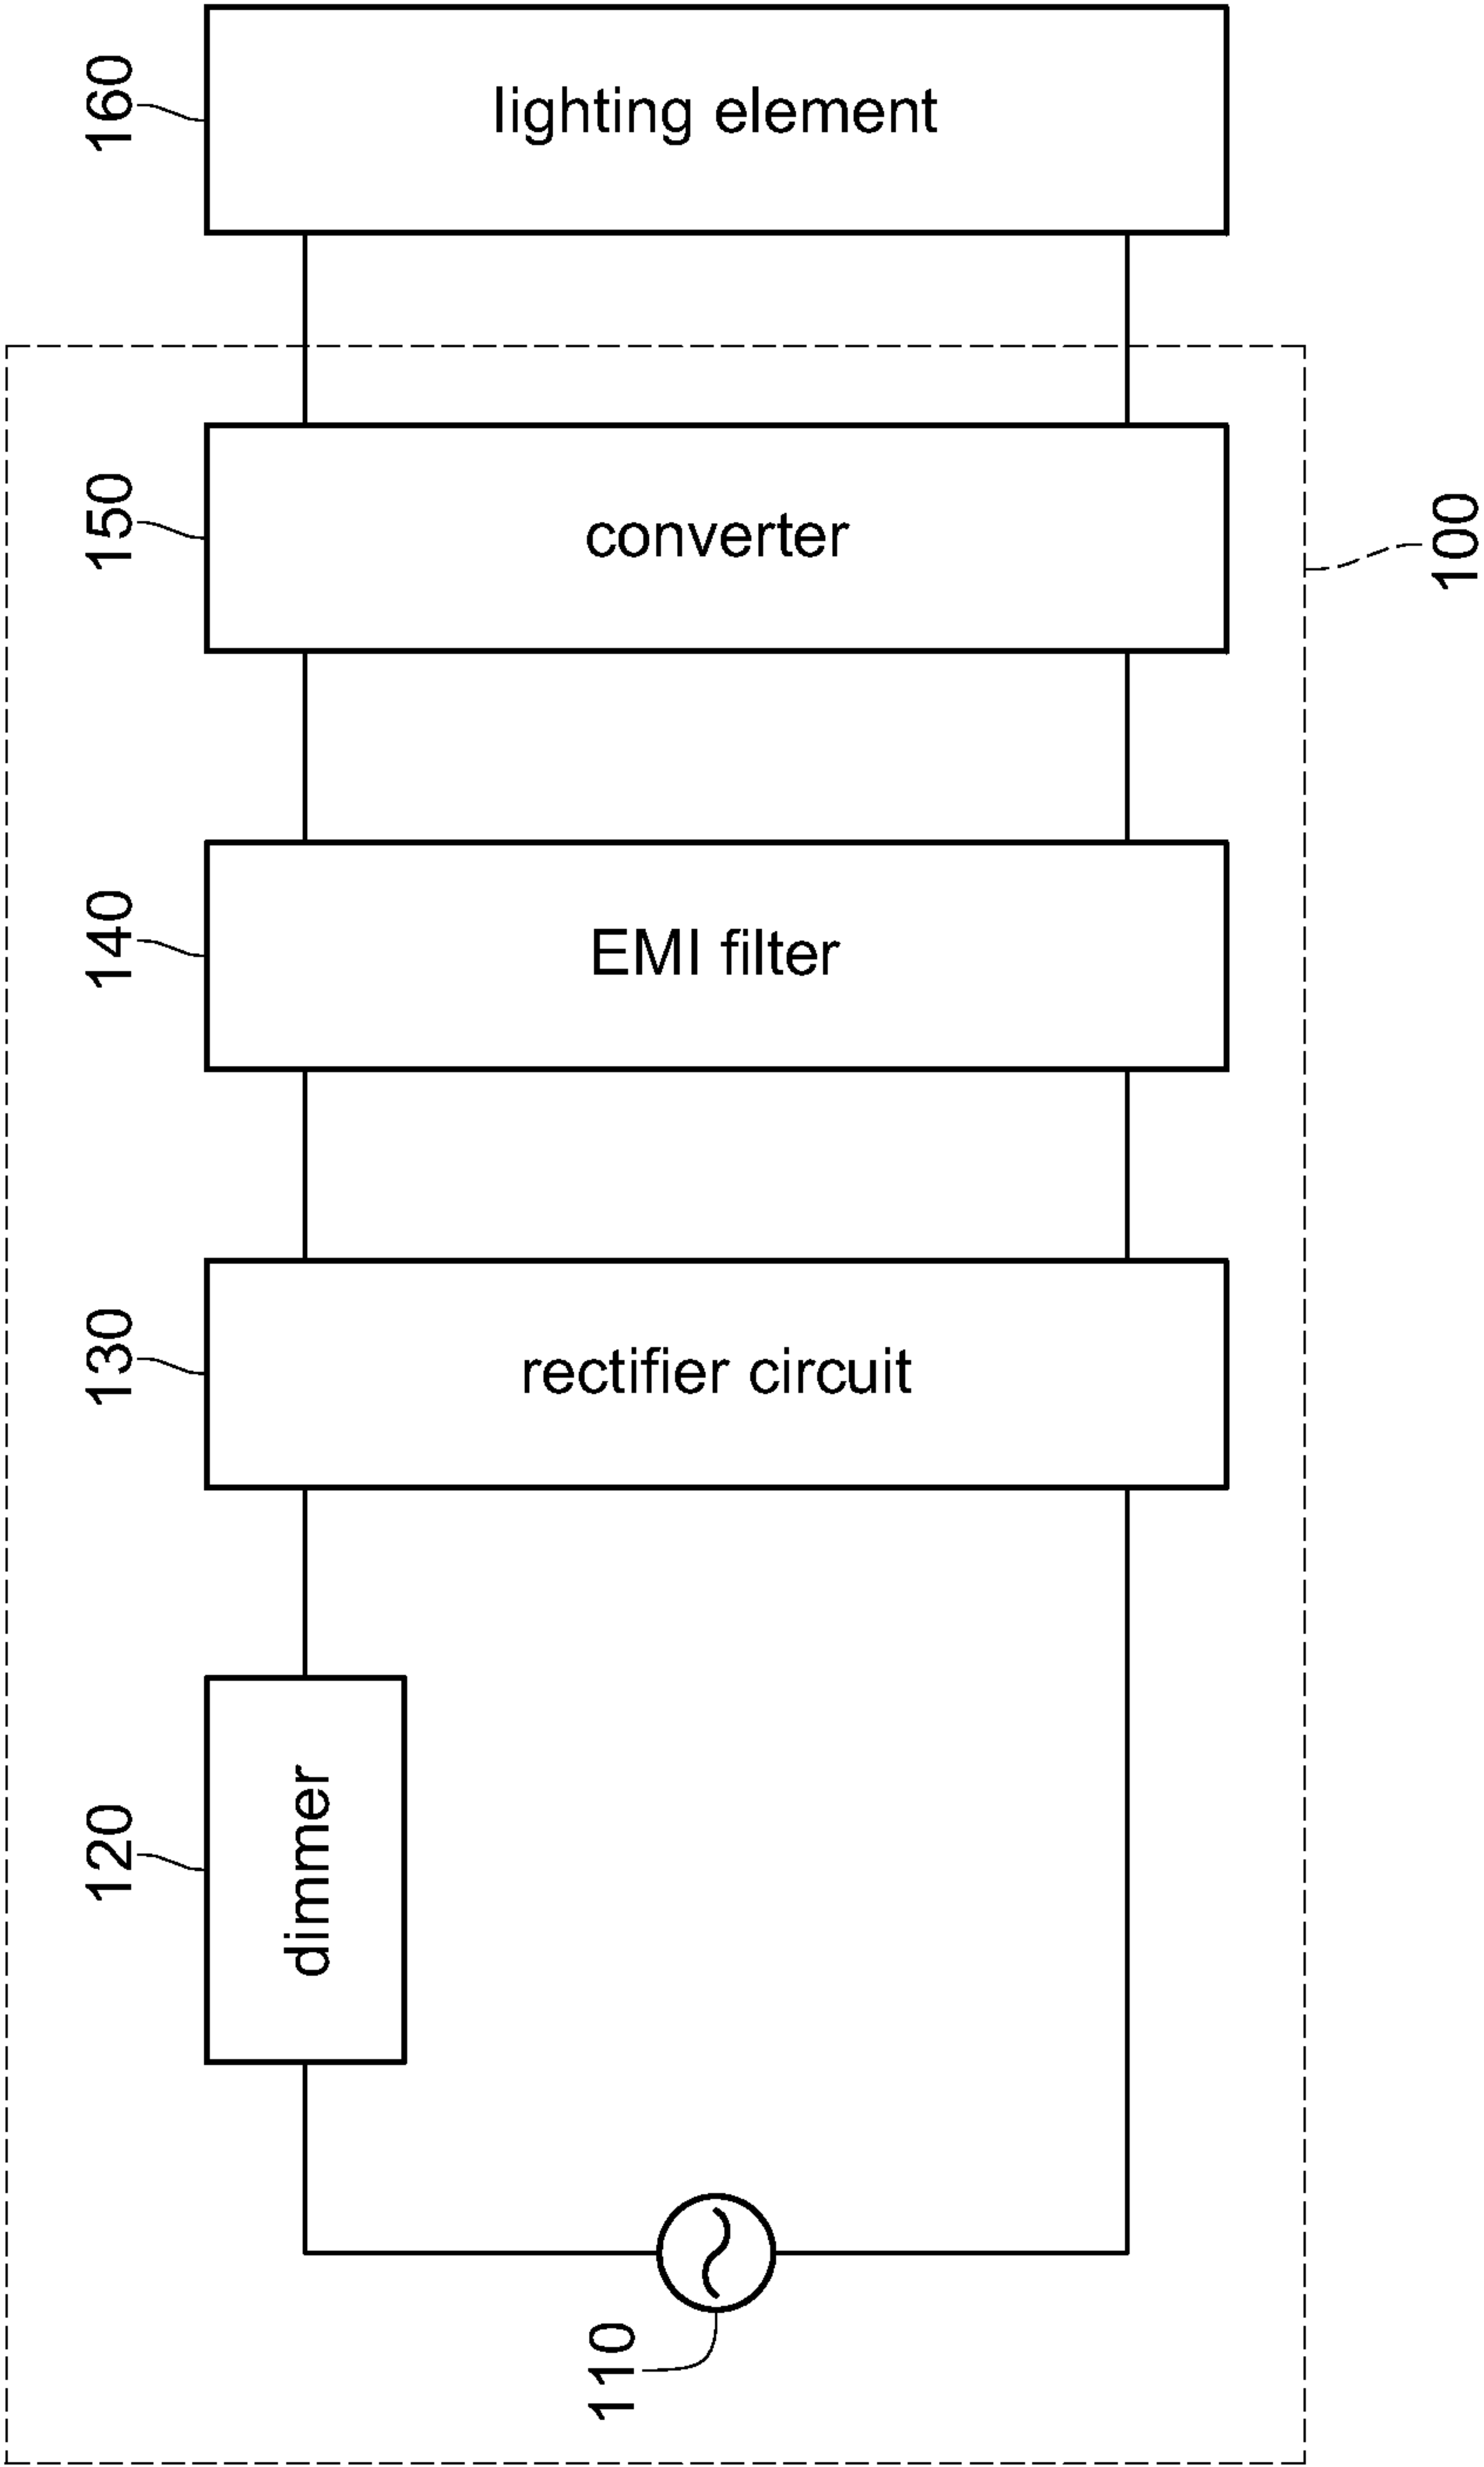 160
lighting element
150
converter
100
140
EMI filter
130
rectifier circuit
120
dimmer
110